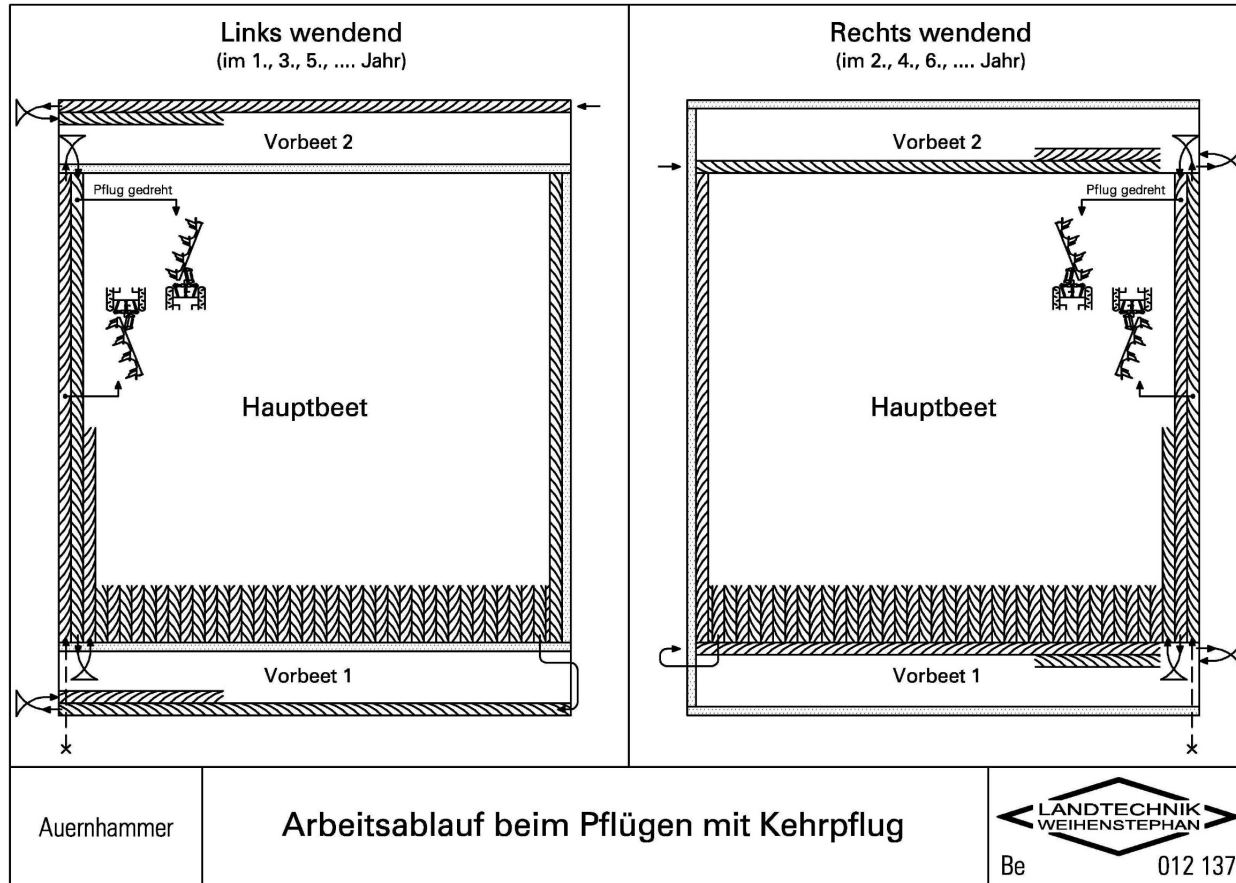 Links wendend
(im 1., 3., 5., .... Jahr)
Vorbeet 2
Pflug gedreht
Hauptbeet
Vorbeet 1
Rechts wendend
(im 2., 4., 6., .... Jahr)
Vorbeet 2
Pflug gedreht
Hauptbeet
Vorbeet 1
Auernhammer
Arbeitsablauf beim Pflügen mit Kehrpflug
LANDTECHNIK
WEIHENSTEPHAN
Be 012 137